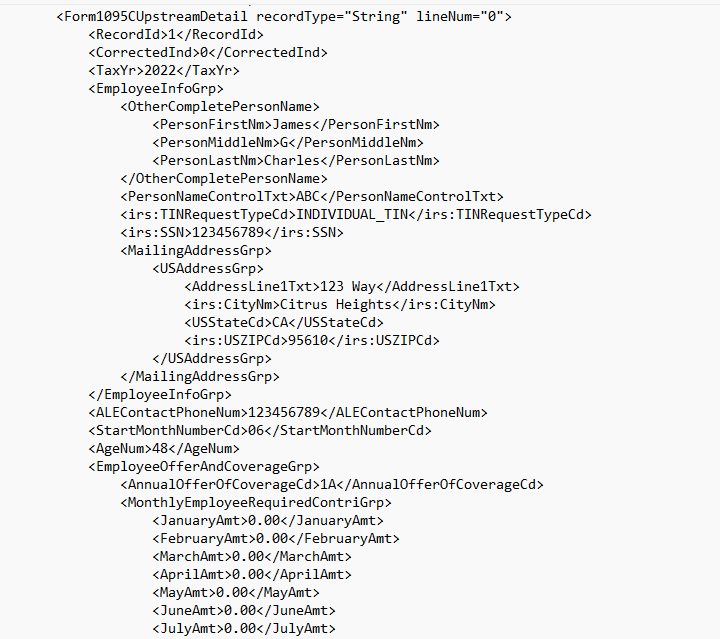 <Form1095CUpstreamDetail recordType="String" lineNum="0">
<RecordId>1</RecordId>
<CorrectedInd>0</CorrectedInd>
<TaxYr>2022</TaxYr>
<EmployeeInfoGrp>
<OtherCompletePersonName>
<PersonFirstNm>James</PersonFirstNm>
<PersonMiddleNm>G</PersonMiddleNm>
<PersonLastNm>Charles</PersonLastNm>
</OtherCompletePersonName>
<PersonNameControlTxt>ABC</PersonNameControlTxt>
<irs:TINRequestTypeCd>INDIVIDUAL_TIN</irs:TINRequestTypeCd>
<irs:SSN>123456789</irs:SSN>
<MailingAddressGrp>
<USAddressGrp>
<AddressLine1Txt>123 Way</AddressLine1Txt>
<irs:CityNm>Citrus Heights</irs:CityNm>
<USStateCd>CA</USStateCd>
<irs:USZIPCd>95610</irs:USZIPCd>
</USAddressGrp>
</MailingAddressGrp>
</EmployeeInfoGrp>
<ALEContactPhoneNum>123456789</ALEContactPhoneNum>
<StartMonthNumberCd>06</StartMonthNumberCd>
<AgeNum>48</AgeNum>
<EmployeeOfferAndCoverageGrp>
<AnnualOfferOfCoverageCd>1A</AnnualOfferOfCoverageCd>
<MonthlyEmployeeRequiredContriGrp>
<JanuaryAmt>0.00</JanuaryAmt>
<FebruaryAmt>0.00</FebruaryAmt>
<MarchAmt>0.00</MarchAmt>
<AprilAmt>0.00</AprilAmt>
<MayAmt>0.00</MayAmt>
<JuneAmt>0.00</JuneAmt>
<JulyAmt>0.00</JulyAmt>